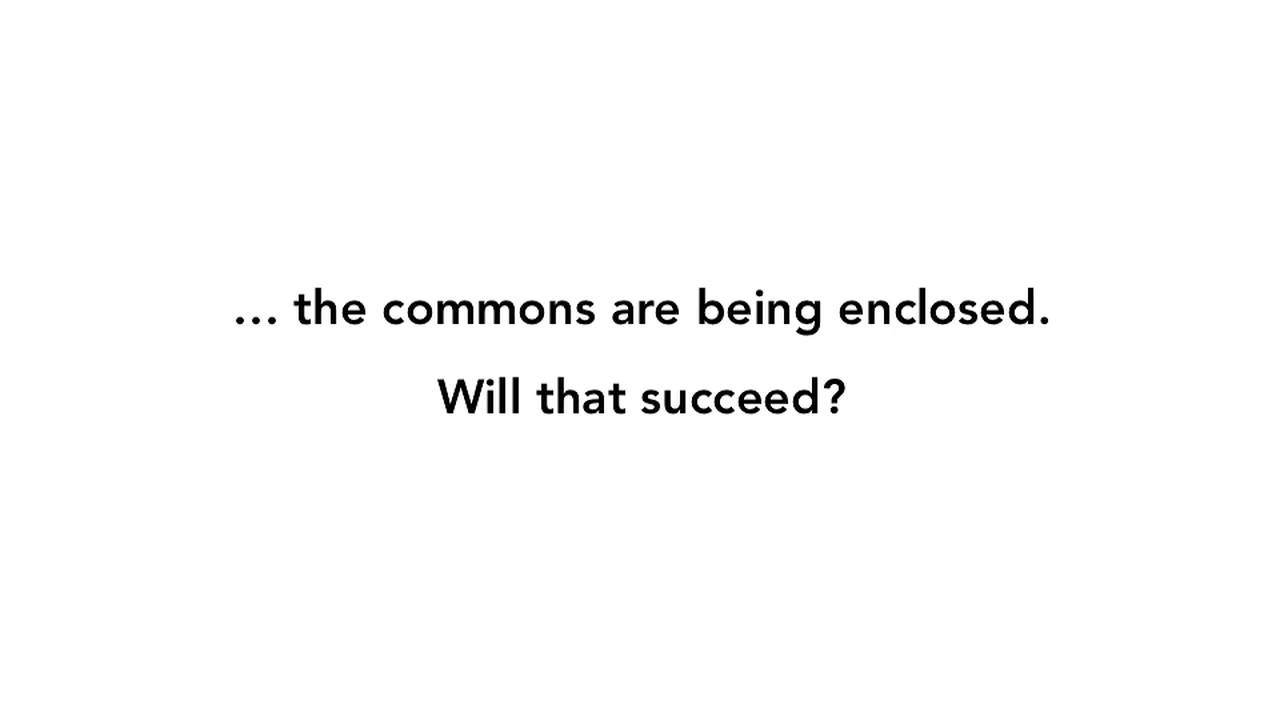 … the commons are being enclosed.
Will that succeed?